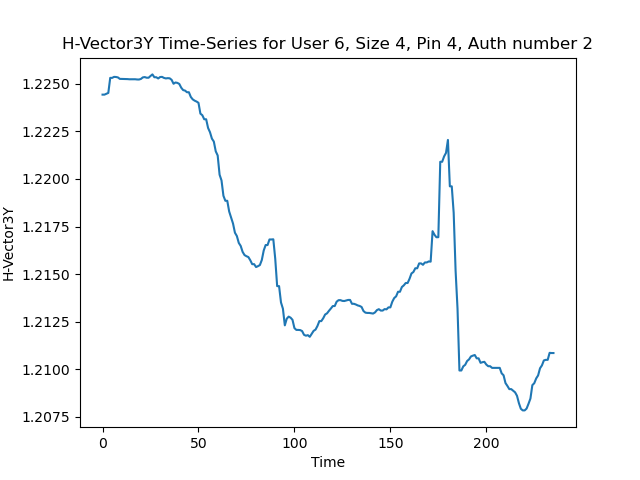 H-Vector3Y Time-Series for User 6, Size 4, Pin 4, Auth number 2
H-Vector3Y
1.2250
1.2225
1.2200
1.2175
1.2150
1.2125
1.2100
1.2075
0 50 100 150 200
Time